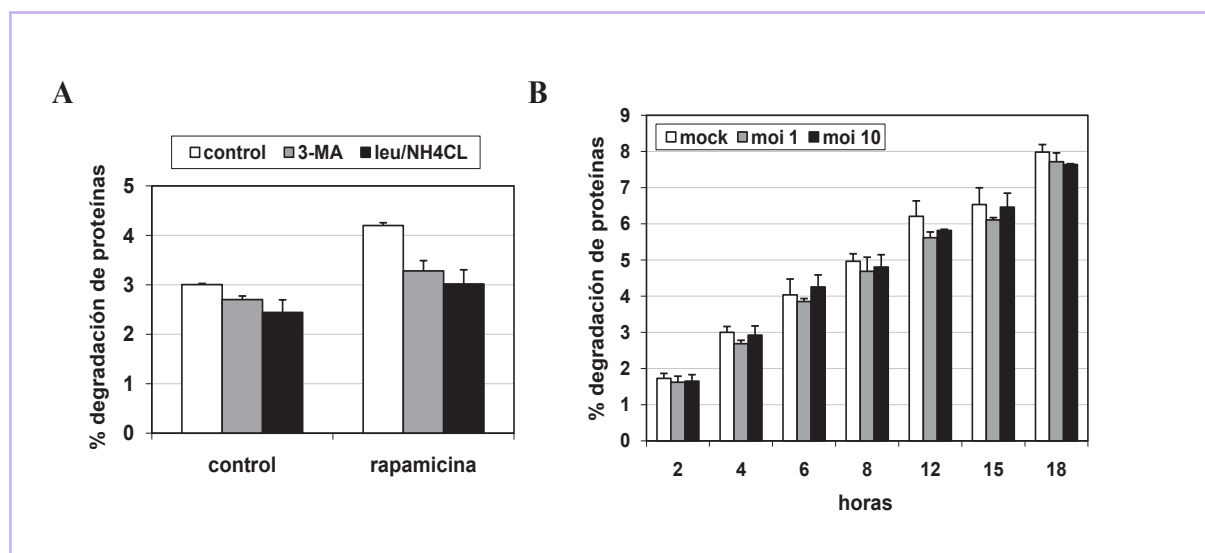 A
control 3-MA leu/NH4CL
% degradación de proteínas
5
4
3
2
1
0
control rapamicina
B
mock moi 1 moi 10
% degradación de proteínas
9
8
7
6
5
4
3
2
1
0
2 4 6 8 12 15 18
horas